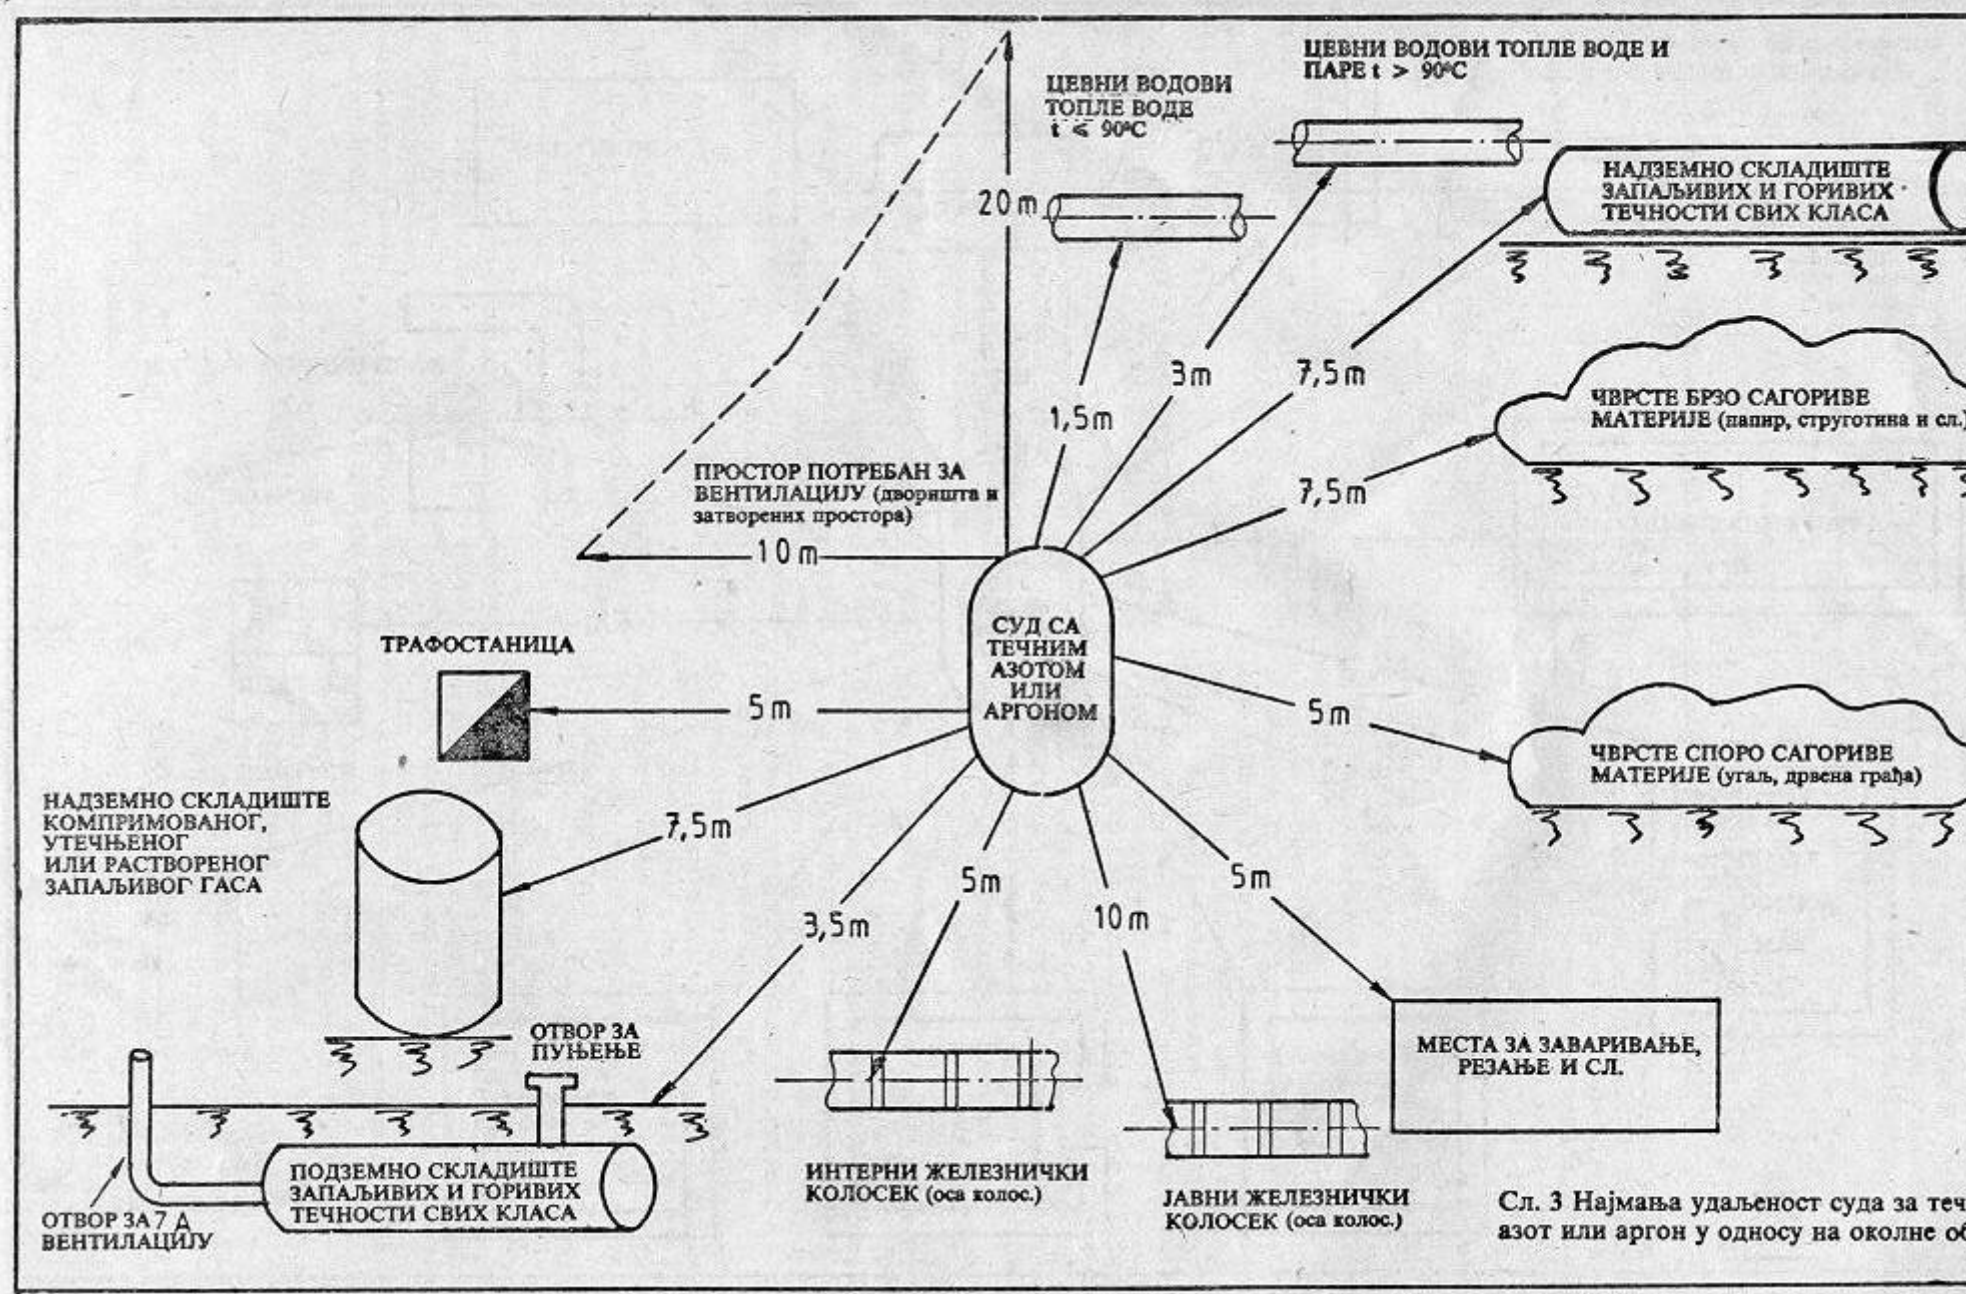 ЦЕВНИ ВОДОВИ ТОПЛЕ ВОДЕ И
ПАРЕ t > 90°C
ЦЕВНИ ВОДОВИ
ТОПЛЕ ВОДЕ
t ≤ 90°C
20 m
НАДЗЕМНО СКЛАДИШТЕ
ЗАПАЉИВИХ И ГОРИВИХ
ТЕЧНОСТИ СВИХ КЛАСА
3m
7,5m
1,5m
ЧВРСТЕ БРЗО САГОРИВЕ
МАТЕРИЈЕ (папир, струготина и сл.)
7,5m
ПРОСТОР ПОТРЕБАН ЗА
ВЕНТИЛАЦИЈУ (дворишта и
затворених простора)
10 m
СУД СА
ТЕЧНИМ
АЗОТОМ
ИЛИ
АРГОНОМ
ТРАФОСТАНИЦА
5m
5m
ЧВРСТЕ СПОРО САГОРИВЕ
МАТЕРИЈЕ (угаљ, дрвена грађа)
НАДЗЕМНО СКЛАДИШТЕ
КОМПРИМОВАНОГ,
УТЕЧЊЕНОГ
ИЛИ РАСТВОРЕНОГ
ЗАПАЉИВОГ ГАСА
7,5m
3,5m
5m
10m
5m
ОТВОР ЗА
ПУЊЕЊЕ
МЕСТА ЗА ЗАВАРИВАЊЕ,
РЕЗАЊЕ И СЛ.
ПОДЗЕМНО СКЛАДИШТЕ
ЗАПАЉИВИХ И ГОРИВИХ
ТЕЧНОСТИ СВИХ КЛАСА
ОТВОР ЗА 7 Д
ВЕНТИЛАЦИЈУ
ИНТЕРНИ ЖЕЛЕЗНИЧКИ
КОЛОСЕК (оса колос.)
ЈАВНИ ЖЕЛЕЗНИЧКИ
КОЛОСЕК (оса колос.)
Сл. 3 Најмања удаљеност суда за теч
азот или аргон у односу на околне об